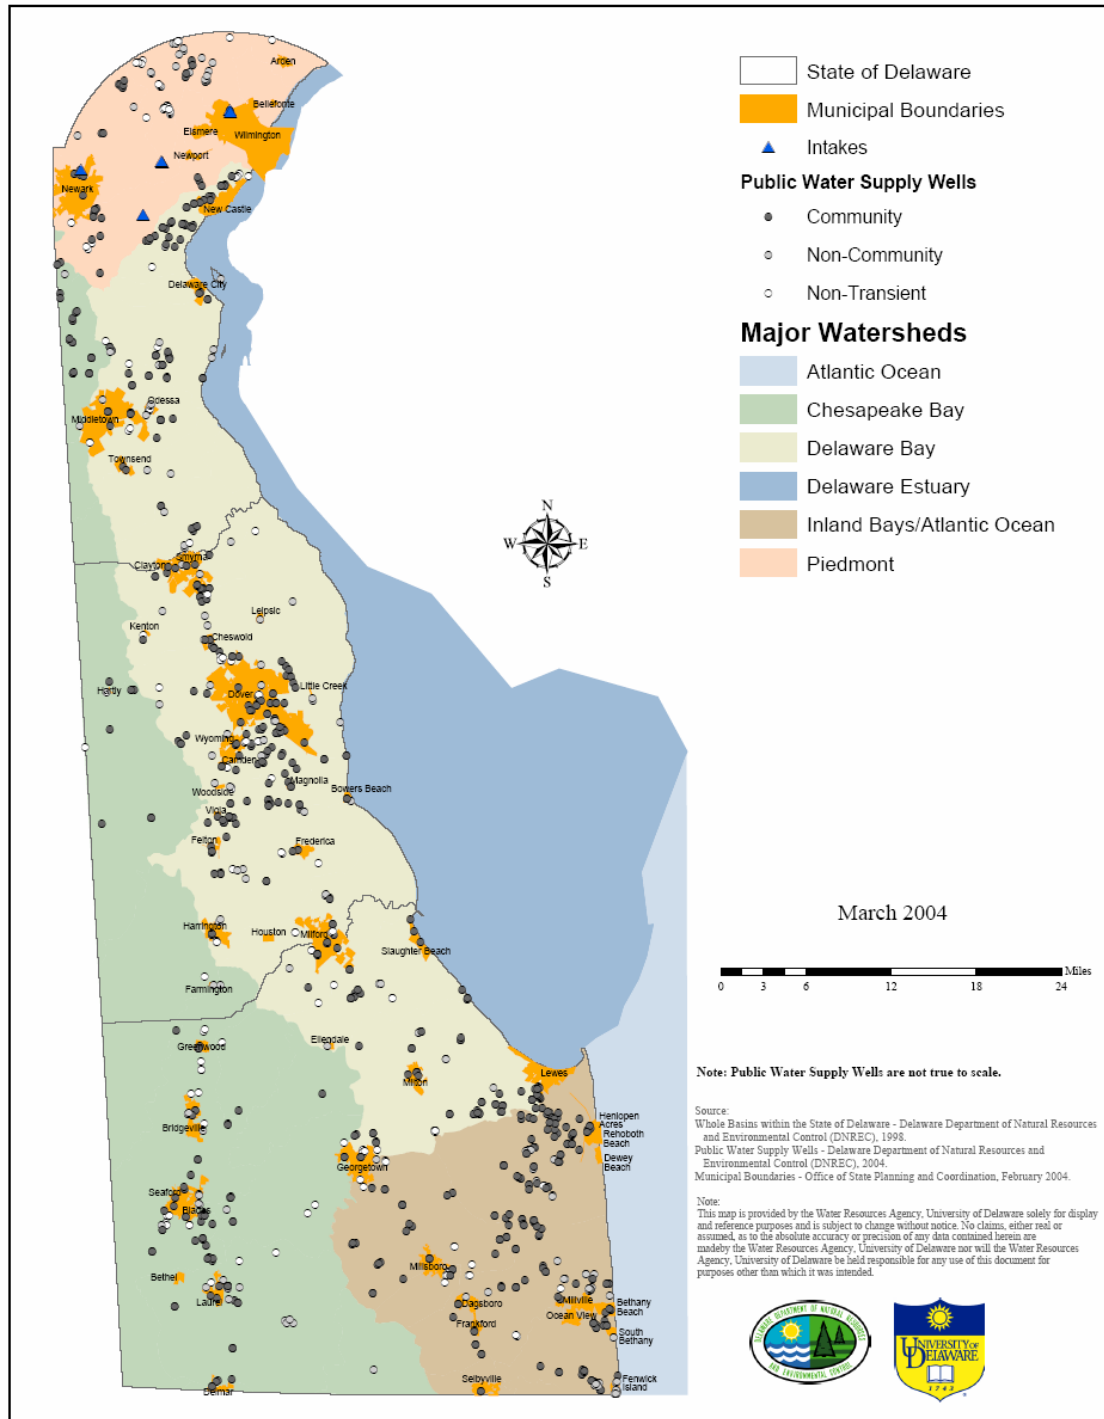 Arden
Bellefonte
Elsmere
Wilmington
Newport
Newark
New Castle
Delaware City
Odessa
Middletown
Townsend
Smyrna
Clayton
Leipsic
Kenton
Cheswold
Hartly
Dover
Little Creek
Wyoming
Camden
Magnolia
Woodside
Bowers Beach
Viola
Felton
Frederica
Harrington
Houston
Milford
Slaughter Beach
Farmington
Greenwood
Ellendale
Milton
Lewes
Henlopen
Acres
Rehoboth
Beach
Dewey
Beach
Bridgeville
Georgetown
Seaford
Blades
Millsboro
Bethel
Laurel
Dagsboro
Millville
Bethany
Beach
Ocean View
Frankford
South
Bethany
Delmar
Selbyville
Fenwick
Island
State of Delaware
Municipal Boundaries
Intakes
Public Water Supply Wells
Community
Non-Community
Non-Transient
Major Watersheds
Atlantic Ocean
Chesapeake Bay
Delaware Bay
Delaware Estuary
Inland Bays/Atlantic Ocean
Piedmont
N
W E
S
March 2004
Miles
0 3 6 12 18 24
Note: Public Water Supply Wells are not true to scale.
Source:
Whole Basins within the State of Delaware - Delaware Department of Natural Resources
and Environmental Control (DNREC), 1998.
Public Water Supply Wells - Delaware Department of Natural Resources and
Environmental Control (DNREC), 2004.
Municipal Boundaries - Office of State Planning and Coordination, February 2004.
Note:
This map is provided by the Water Resources Agency, University of Delaware solely for display
and reference purposes and is subject to change without notice. No claims, either real or
assumed, as to the absolute accuracy or precision of any data contained herein are
madeby the Water Resources Agency, University of Delaware nor will the Water Resources
Agency, University of Delaware be held responsible for any use of this document for
purposes other than which it was intended.
DELAWARE DEPARTMENT OF NATURAL RESOURCES
AND ENVIRONMENTAL CONTROL
UNIVERSITY OF
DELAWARE
1743